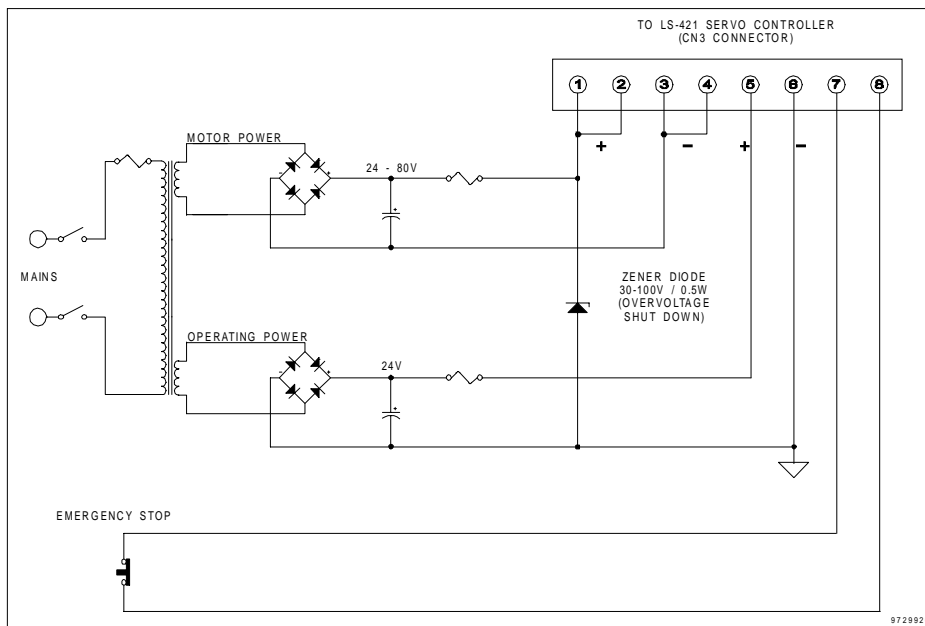 TO LS-421 SERVO CONTROLLER
(CN3 CONNECTOR)
1 2 3 4 5 6 7 8
+ - + -
MOTOR POWER
- +
24 - 80V
+
MAINS
ZENER DIODE
30-100V / 0.5W
(OVERVOLTAGE
SHUT DOWN)
OPERATING POWER
- +
24V
+
EMERGENCY STOP
972992